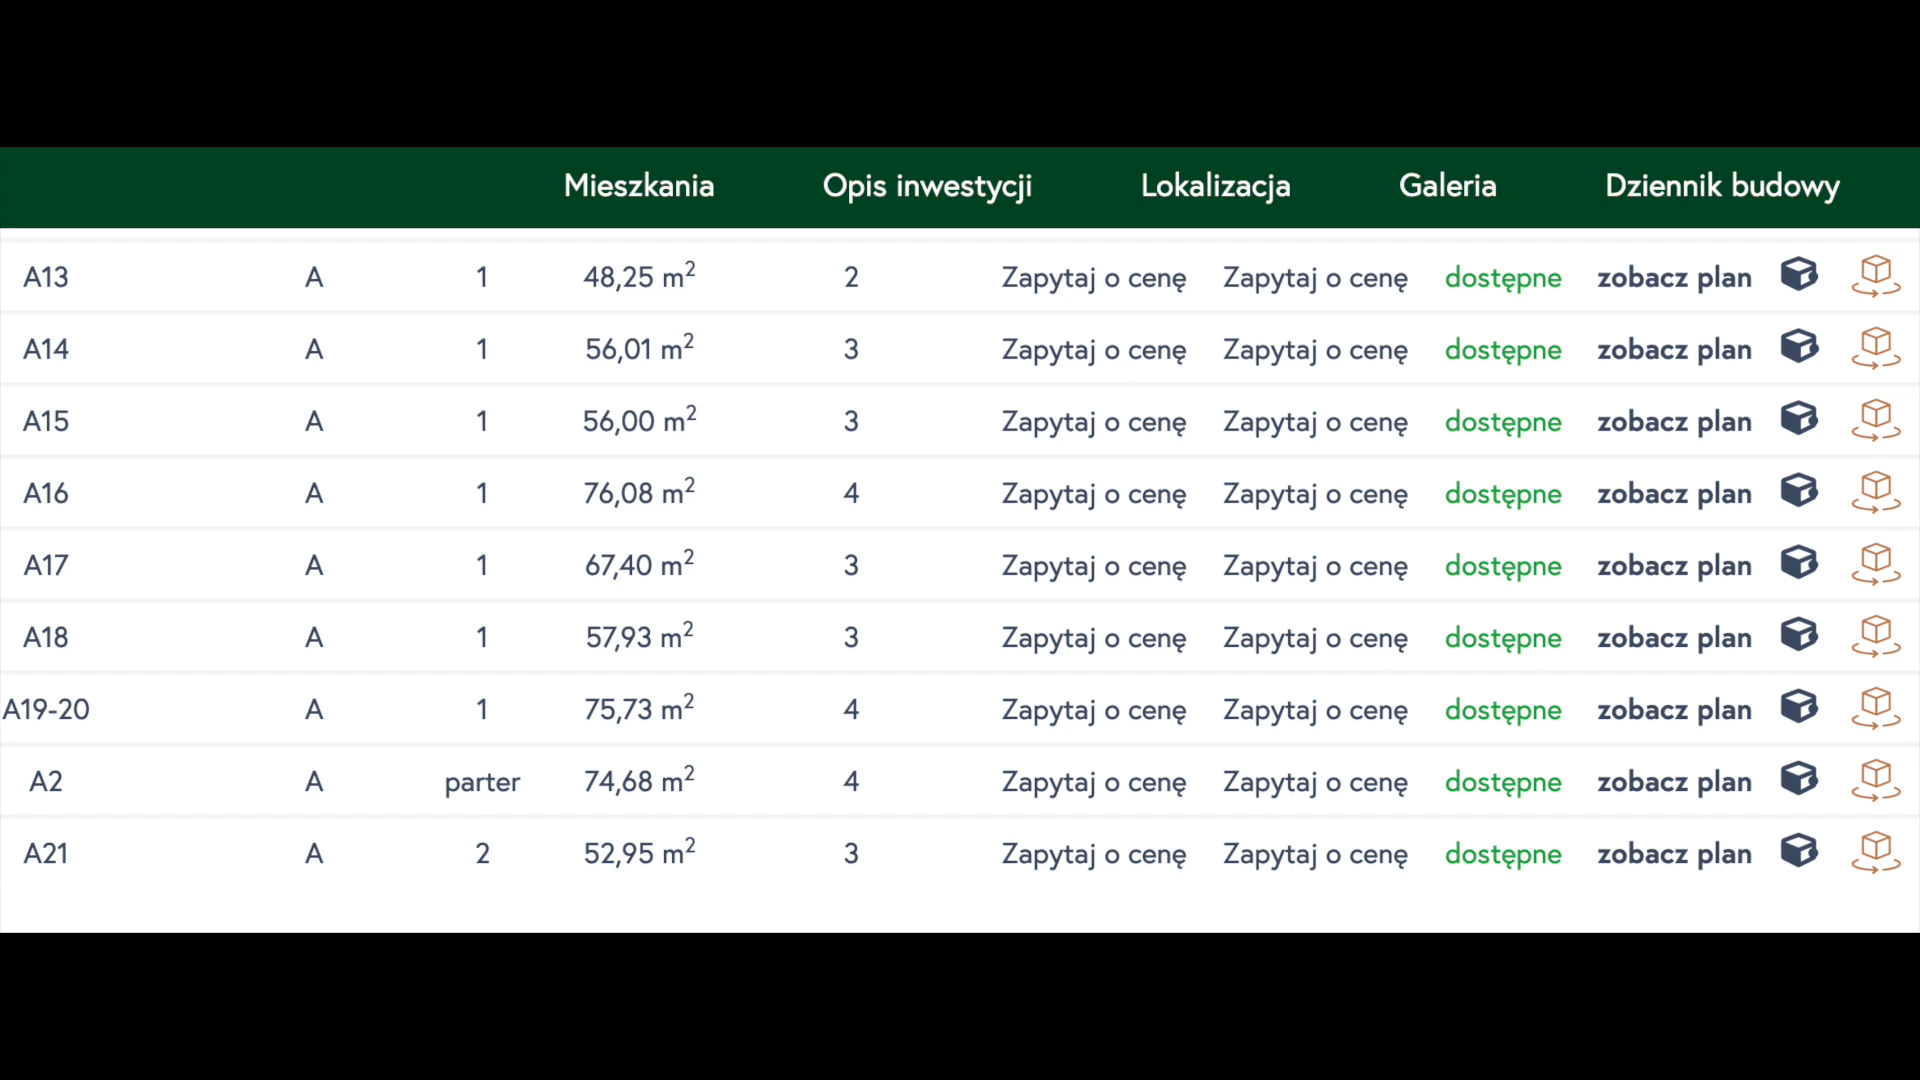 Mieszkania Opis inwestycji Lokalizacja Galeria Dziennik budowy
A13 A 1 48,25 m² 2 Zapytaj o cenę Zapytaj o cenę dostępne zobacz plan
A14 A 1 56,01 m² 3 Zapytaj o cenę Zapytaj o cenę dostępne zobacz plan
A15 A 1 56,00 m² 3 Zapytaj o cenę Zapytaj o cenę dostępne zobacz plan
A16 A 1 76,08 m² 4 Zapytaj o cenę Zapytaj o cenę dostępne zobacz plan
A17 A 1 67,40 m² 3 Zapytaj o cenę Zapytaj o cenę dostępne zobacz plan
A18 A 1 57,93 m² 3 Zapytaj o cenę Zapytaj o cenę dostępne zobacz plan
A19-20 A 1 75,73 m² 4 Zapytaj o cenę Zapytaj o cenę dostępne zobacz plan
A2 A parter 74,68 m² 4 Zapytaj o cenę Zapytaj o cenę dostępne zobacz plan
A21 A 2 52,95 m² 3 Zapytaj o cenę Zapytaj o cenę dostępne zobacz plan